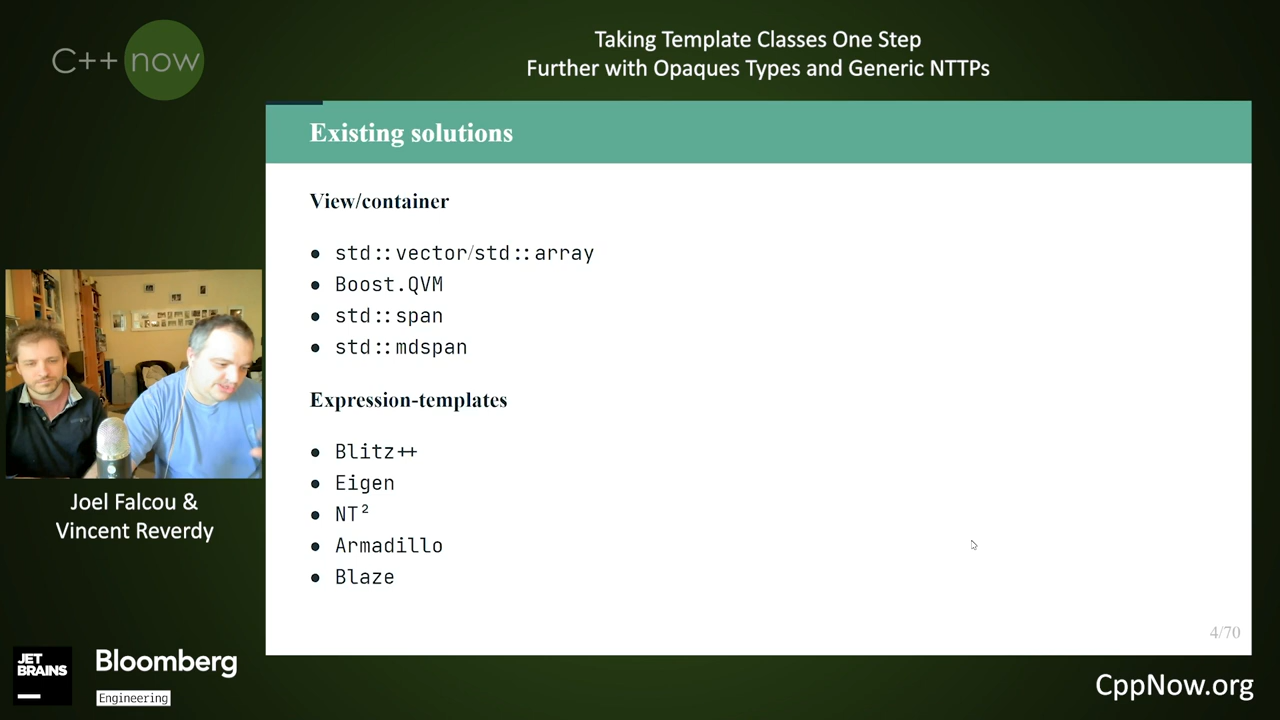 C++ now
Taking Template Classes One Step
Further with Opaques Types and Generic NTTPs
Existing solutions
View/container
• std::vector/std::array
• Boost.QVM
• std::span
• std::mdspan
Expression-templates
• Blitz++
• Eigen
• NT²
• Armadillo
• Blaze
4/70
Joel Falcou &
Vincent Reverdy
JET
BRAINS
Bloomberg
Engineering
CppNow.org